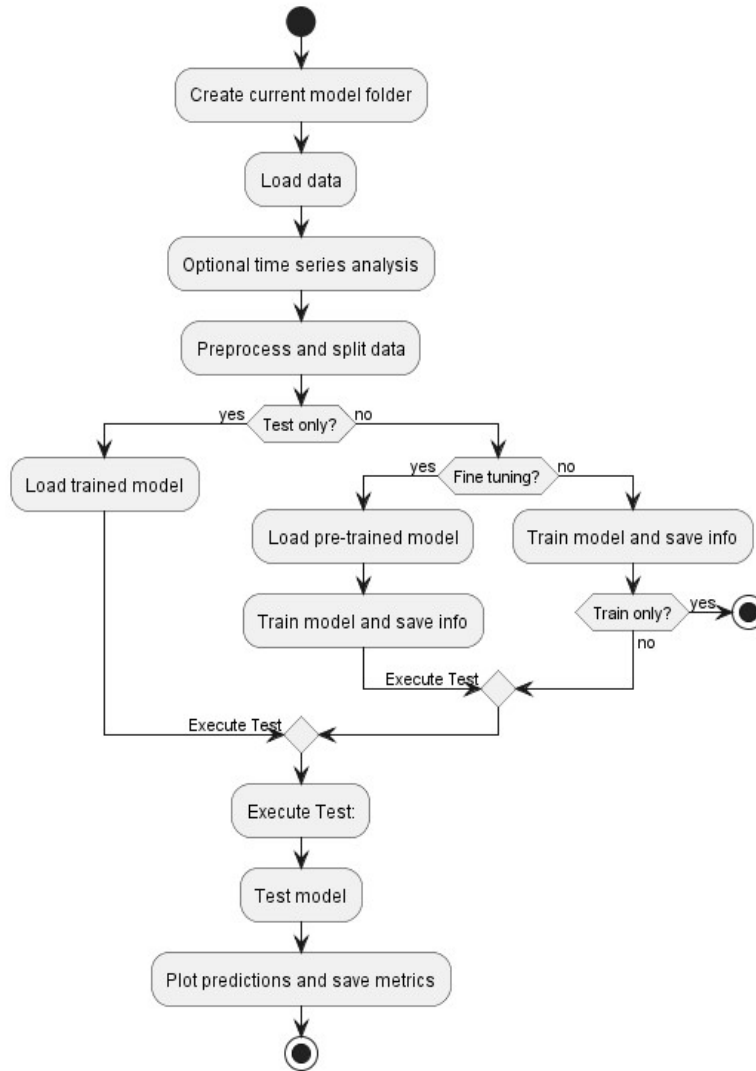 Create current model folder
Load data
Optional time series analysis
Preprocess and split data
yes
Test only?
no
Load trained model
yes
Fine tuning?
no
Load pre-trained model
Train model and save info
Train model and save info
Train only?
yes
no
Execute Test
Execute Test
Execute Test:
Test model
Plot predictions and save metrics